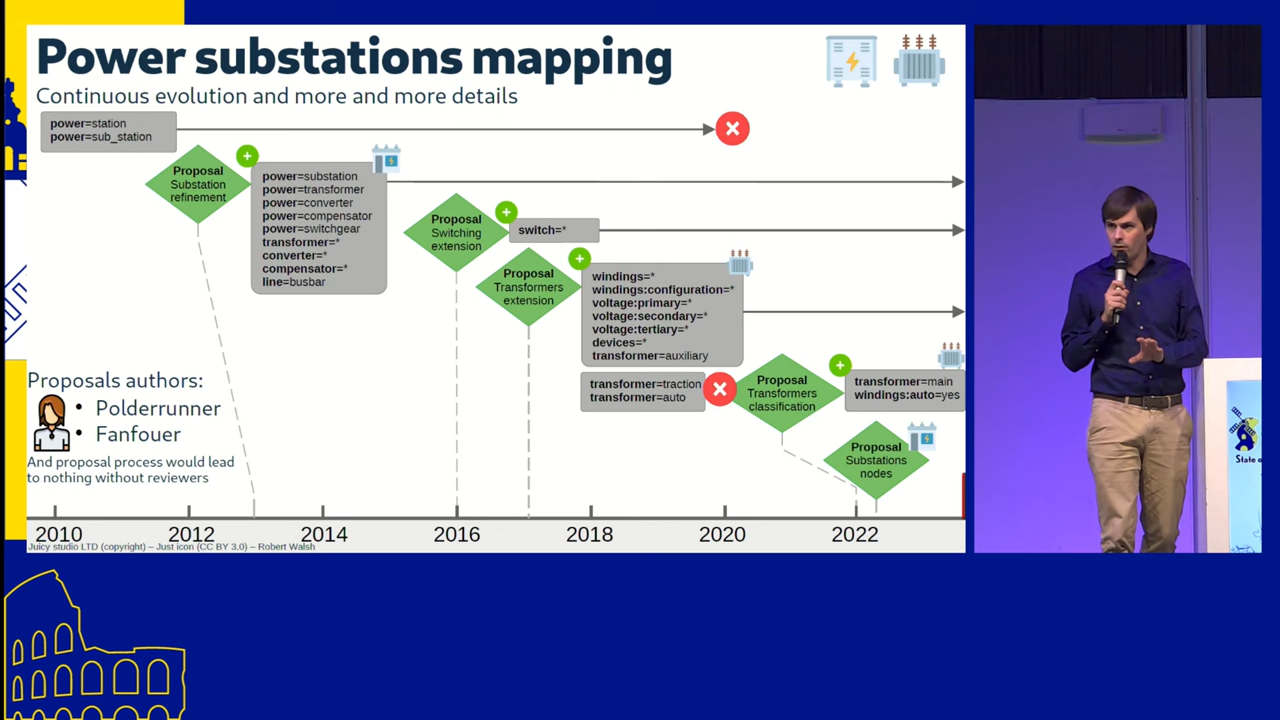 Power substations mapping
Continuous evolution and more and more details
power=station
power=sub_station
Proposal
Substation
refinement
power=substation
power=transformer
power=converter
power=compensator
power=switchgear
transformer=*
converter=*
compensator=*
line=busbar
Proposal
Switching
extension
switch=*
Proposal
Transformers
extension
windings=*
windings:configuration=*
voltage:primary=*
voltage:secondary=*
voltage:tertiary=*
devices=*
transformer=auxiliary
transformer=traction
transformer=auto
Proposal
Transformers
classification
transformer=main
windings:auto=yes
Proposal
Substations
nodes
Proposals authors:
• Polderrunner
• Fanfouer
And proposal process would lead
to nothing without reviewers
2010 2012 2014 2016 2018 2020 2022
Juicy studio LTD (copyright) – Just icon (CC BY 3.0) – Robert Walsh
State o